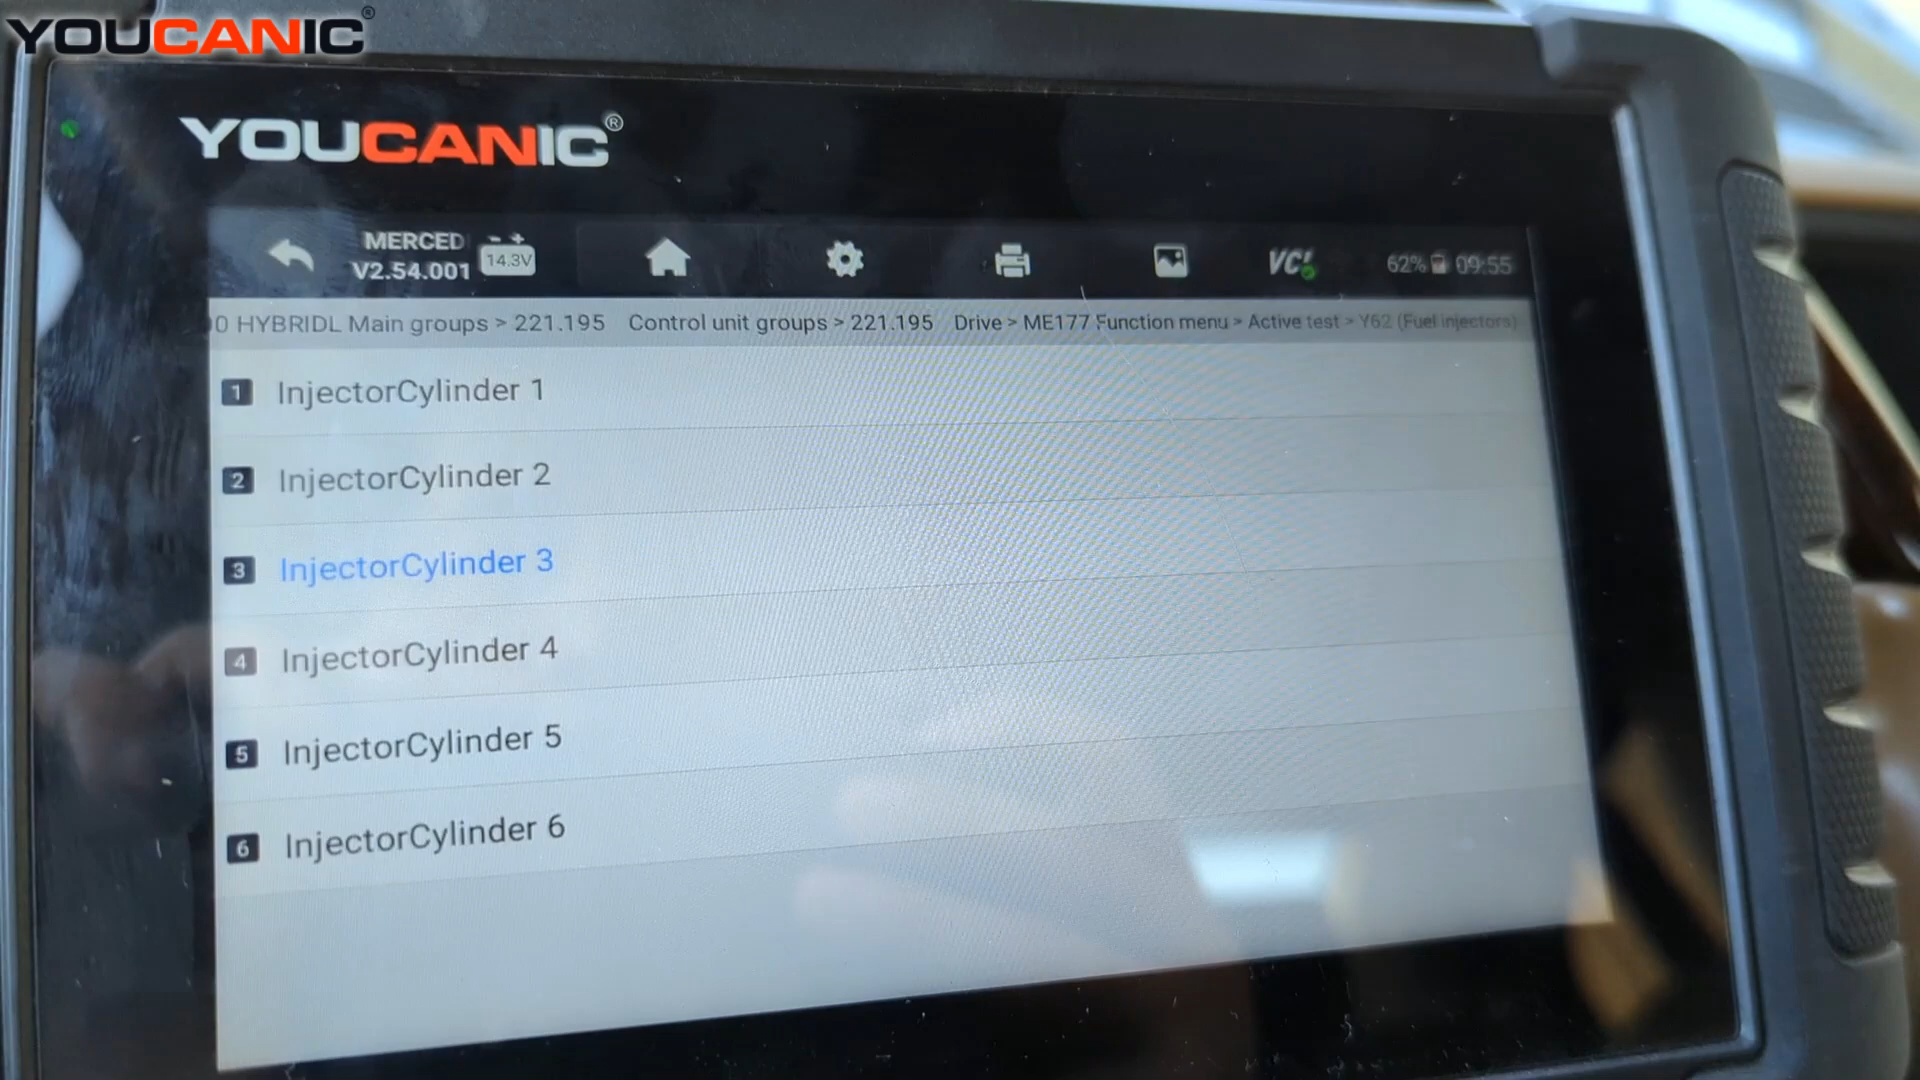 YOUCANIC®
YOUCANIC®
MERCED
V2.54.001
14.3V
VCI
62% 09:55
0 HYBRIDL Main groups > 221.195 Control unit groups > 221.195 Drive > ME177 Function menu > Active test > Y62 (Fuel injectors)
1 InjectorCylinder 1
2 InjectorCylinder 2
3 InjectorCylinder 3
4 InjectorCylinder 4
5 InjectorCylinder 5
6 InjectorCylinder 6